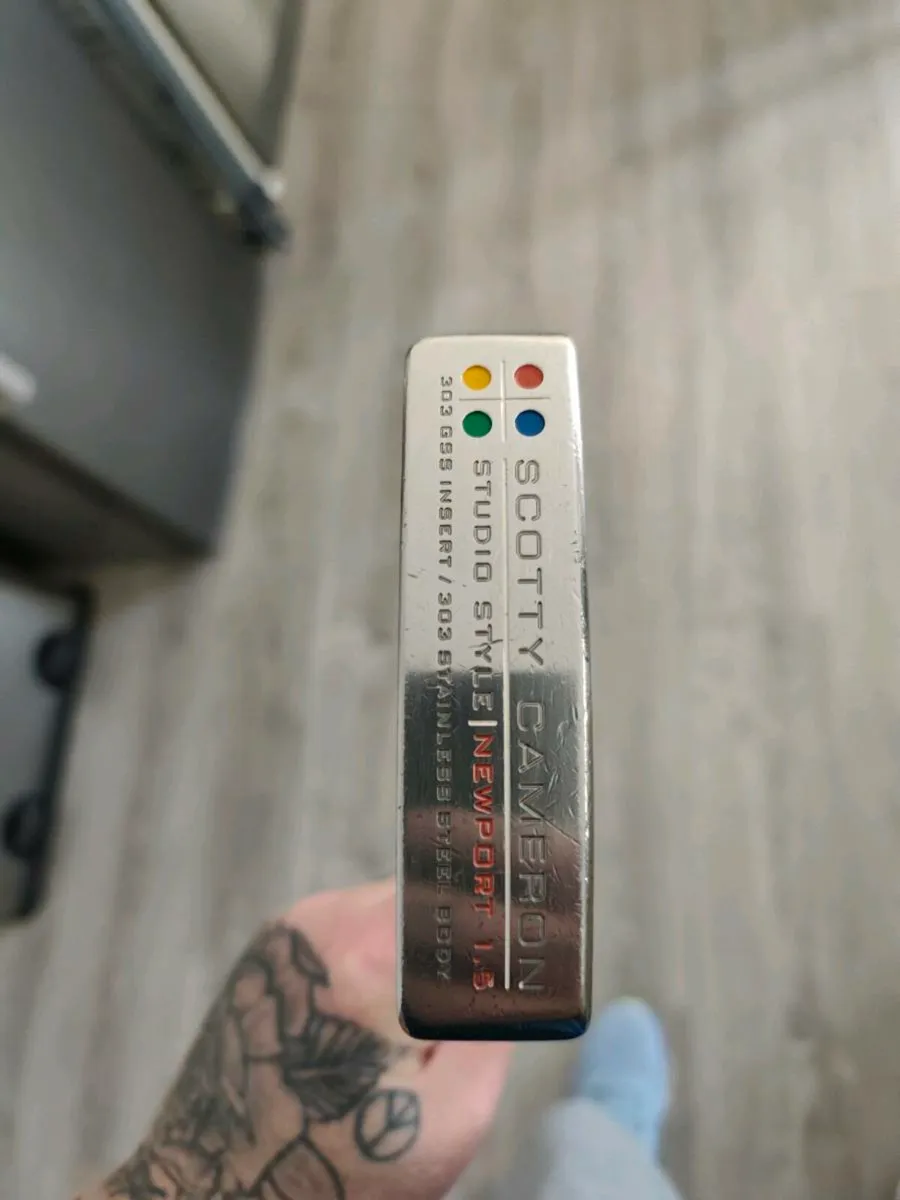 SCOTTY CAMERON
STUDIO STYLE | NEWPORT 1.5
303 GSS INSERT / 303 STAINLESS STEEL BODY